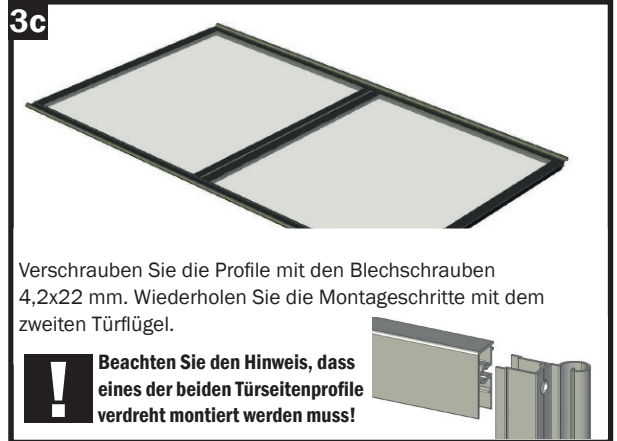 3c
Verschrauben Sie die Profile mit den Blechschrauben
4,2x22 mm. Wiederholen Sie die Montageschritte mit dem
zweiten Türflügel.
!
Beachten Sie den Hinweis, dass
eines der beiden Türseitenprofile
verdreht montiert werden muss!